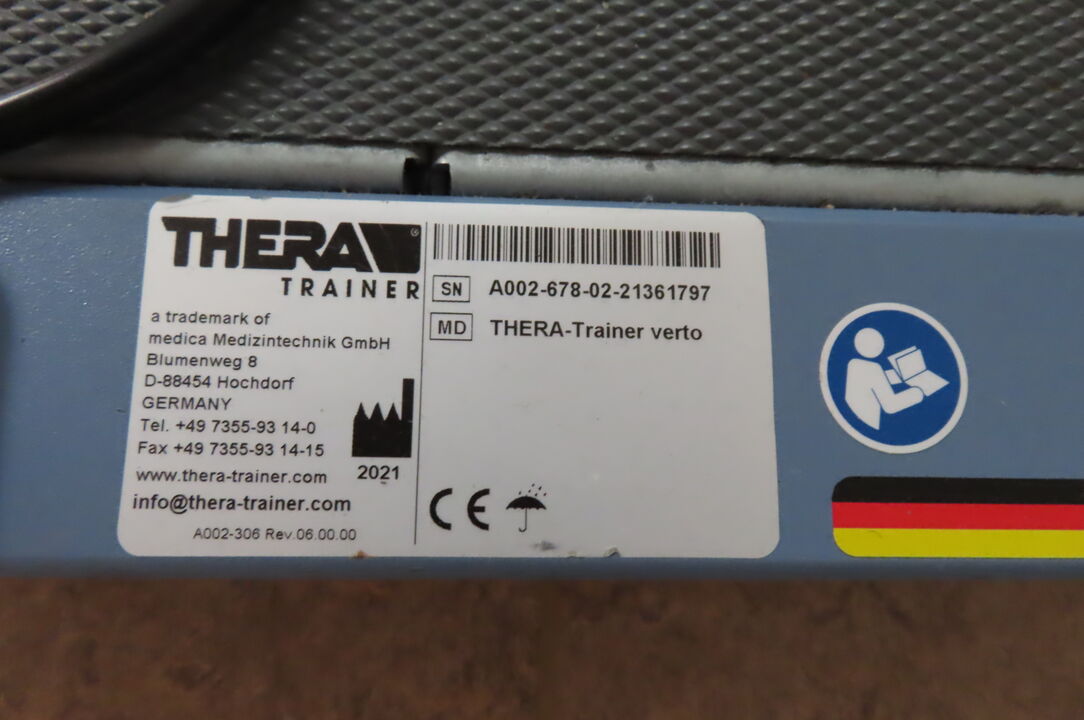 THERA®
TRAINER
a trademark of
medica Medizintechnik GmbH
Blumenweg 8
D-88454 Hochdorf
GERMANY
Tel. +49 7355-93 14-0
Fax +49 7355-93 14-15
www.thera-trainer.com
info@thera-trainer.com
A002-306 Rev.06.00.00
2021
SN A002-678-02-21361797
MD THERA-Trainer verto
CE